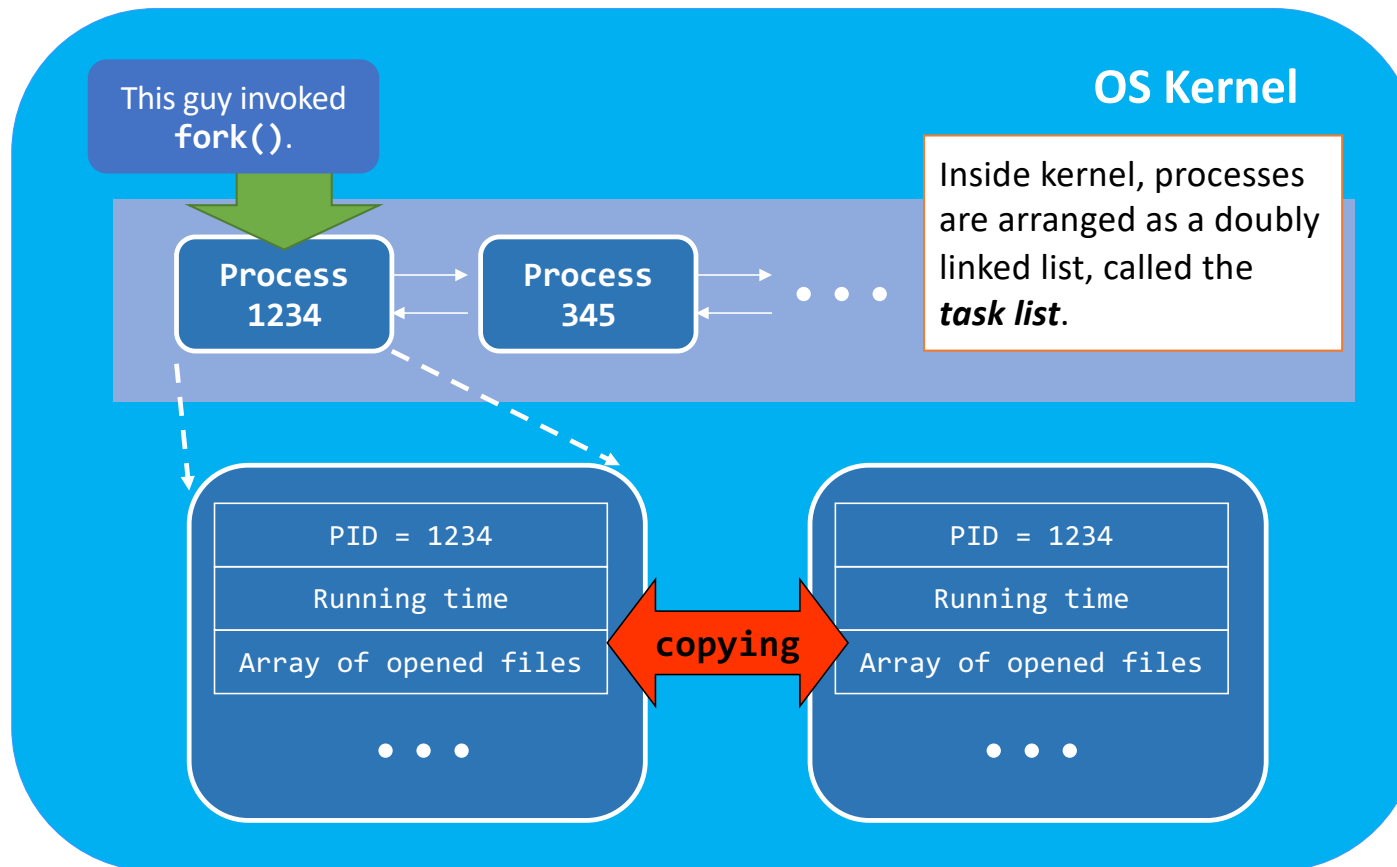 OS Kernel
This guy invoked
fork().
Inside kernel, processes
are arranged as a doubly
linked list, called the
task list.
Process
1234
Process
345
PID = 1234
Running time
Array of opened files
copying
PID = 1234
Running time
Array of opened files